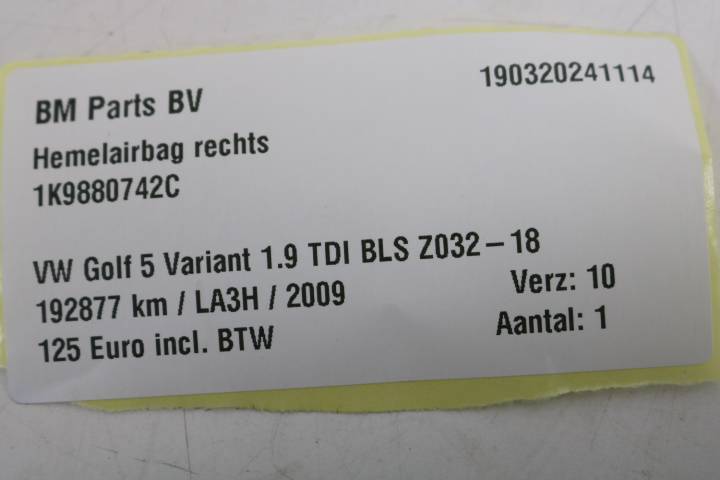 BM Parts BV
190320241114
Hemelairbag rechts
1K9880742C
VW Golf 5 Variant 1.9 TDI BLS Z032-18
192877 km / LA3H / 2009
Verz: 10
125 Euro incl. BTW
Aantal: 1